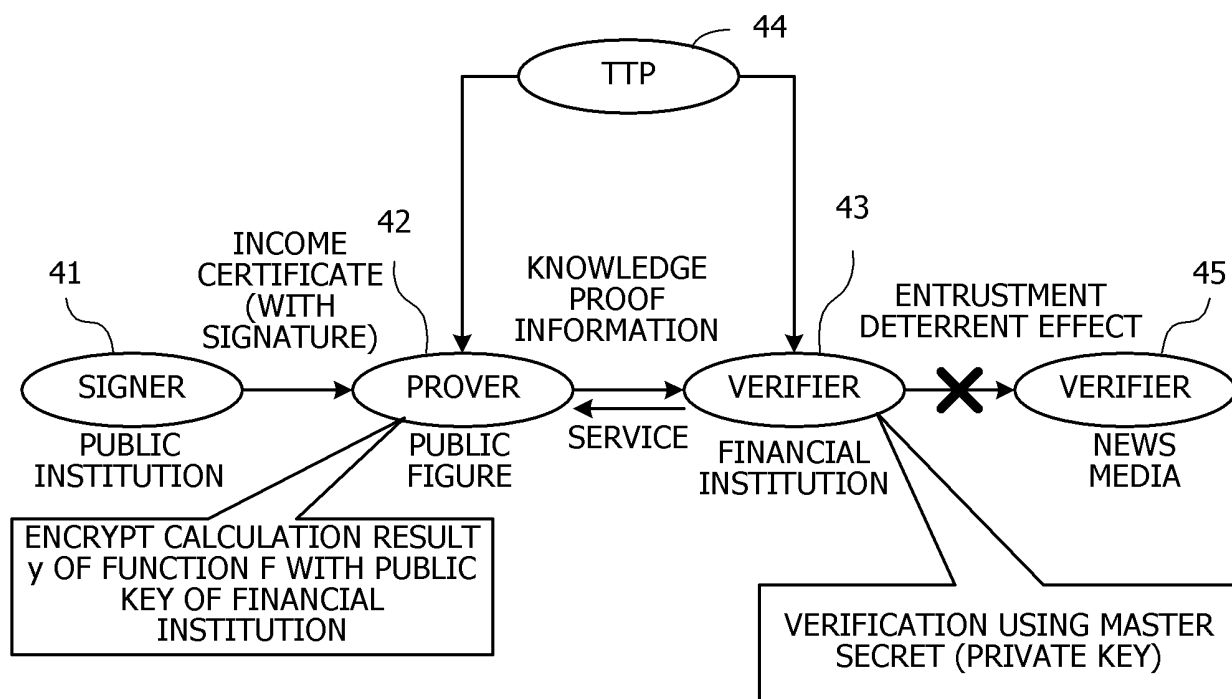 44
TTP
42
43
INCOME
CERTIFICATE
(WITH
SIGNATURE)
41
KNOWLEDGE
PROOF
INFORMATION
ENTRUSTMENT
DETERRENT EFFECT
45
SIGNER
PROVER
VERIFIER
VERIFIER
PUBLIC
INSTITUTION
PUBLIC
FIGURE
SERVICE
FINANCIAL
INSTITUTION
NEWS
MEDIA
ENCRYPT CALCULATION RESULT
y OF FUNCTION F WITH PUBLIC
KEY OF FINANCIAL
INSTITUTION
VERIFICATION USING MASTER
SECRET (PRIVATE KEY)